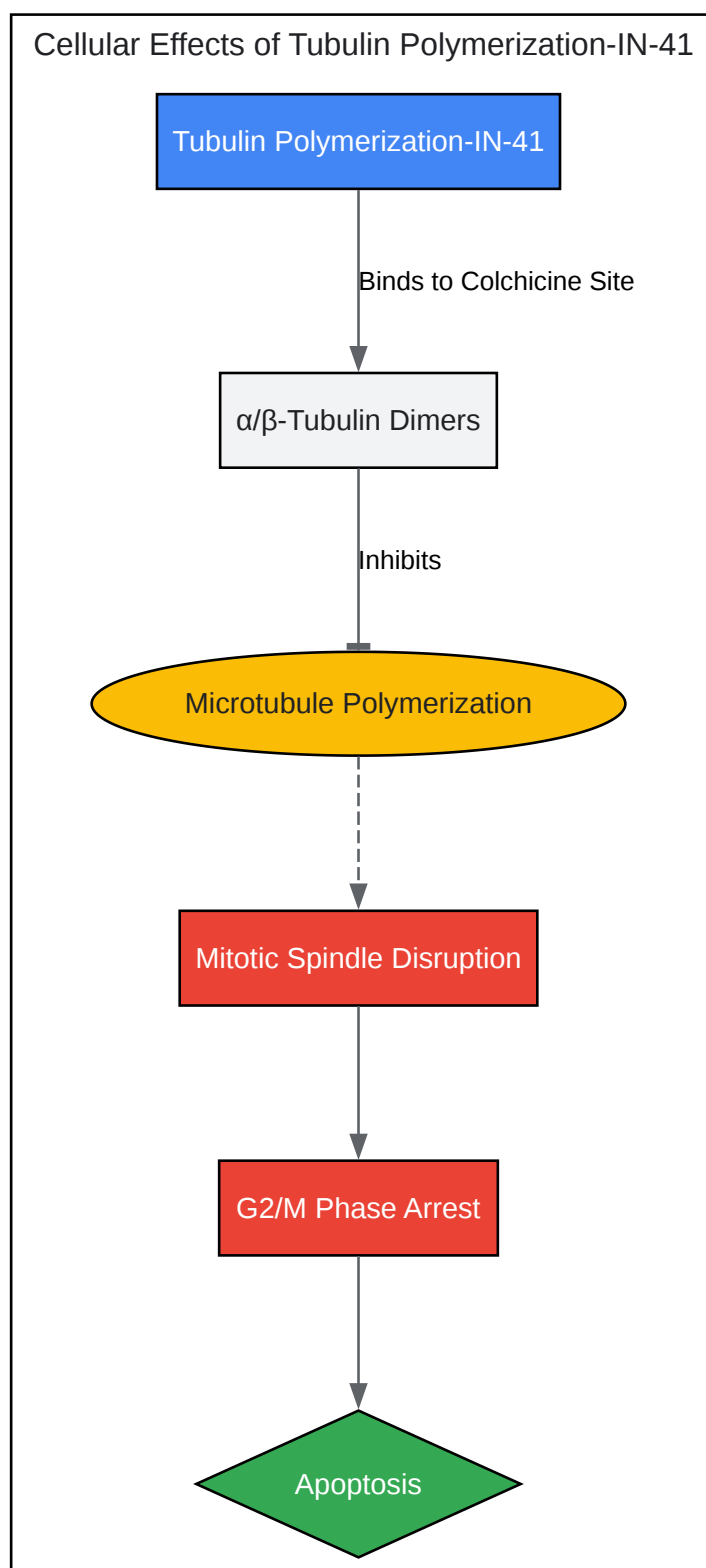 Cellular Effects of Tubulin Polymerization-IN-41
Tubulin Polymerization-IN-41
Binds to Colchicine Site
α/β-Tubulin Dimers
Inhibits
Microtubule Polymerization
Mitotic Spindle Disruption
G2/M Phase Arrest
Apoptosis